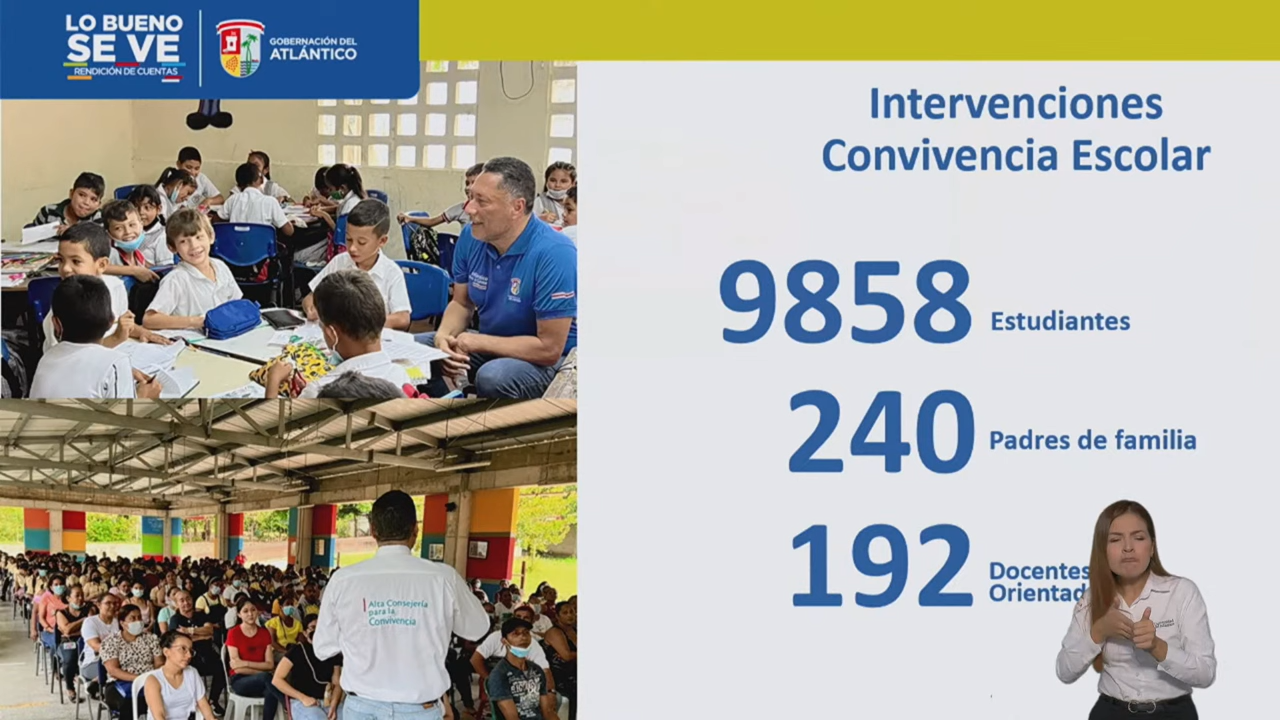 LO BUENO
SE VE
RENDICIÓN DE CUENTAS
GOBERNACIÓN DEL
ATLÁNTICO
Intervenciones
Convivencia Escolar
9858 Estudiantes
240 Padres de familia
192 Docentes
Alta Consejería
para la
Convivencia